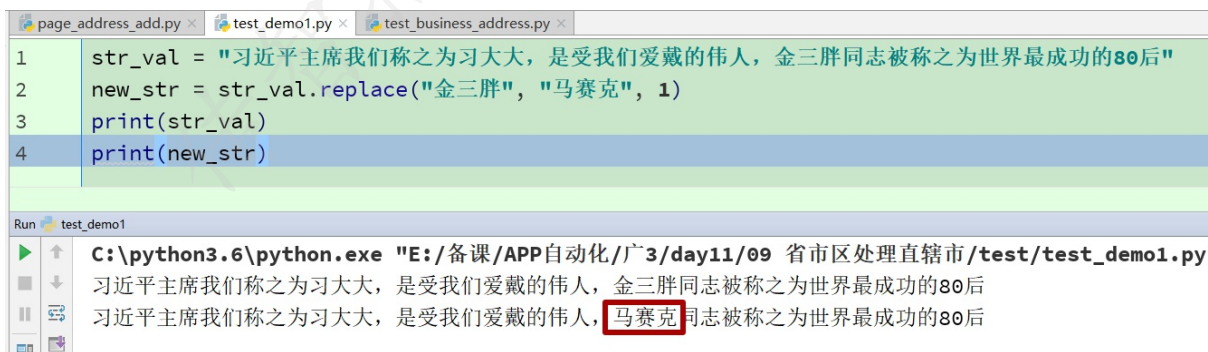 page_address_add.py × test_demo1.py × test_business_address.py ×
1 str_val = "习近平主席我们称之为习大大，是受我们爱戴的伟人，金三胖同志被称之为世界最成功的80后"
2 new_str = str_val.replace("金三胖", "马赛克", 1)
3 print(str_val)
4 print(new_str)
Run test_demo1
C:\python3.6\python.exe "E:/备课/APP自动化/广3/day11/09 省市区处理直辖市/test/test_demo1.py
习近平主席我们称之为习大大，是受我们爱戴的伟人，金三胖同志被称之为世界最成功的80后
习近平主席我们称之为习大大，是受我们爱戴的伟人，马赛克同志被称之为世界最成功的80后